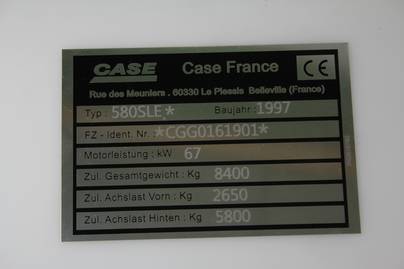 CASE Case France CE
Rue des Meuniers . 60330 Le Plessis Belleville (France)
Typ : 580SLE* Baujahr : 1997
FZ - Ident. Nr. *CGG0161901*
Motorleistung : kW 67
Zul. Gesamtgewicht : Kg 8400
Zul. Achslast Vorn : Kg 2650
Zul. Achslast Hinten : Kg 5800